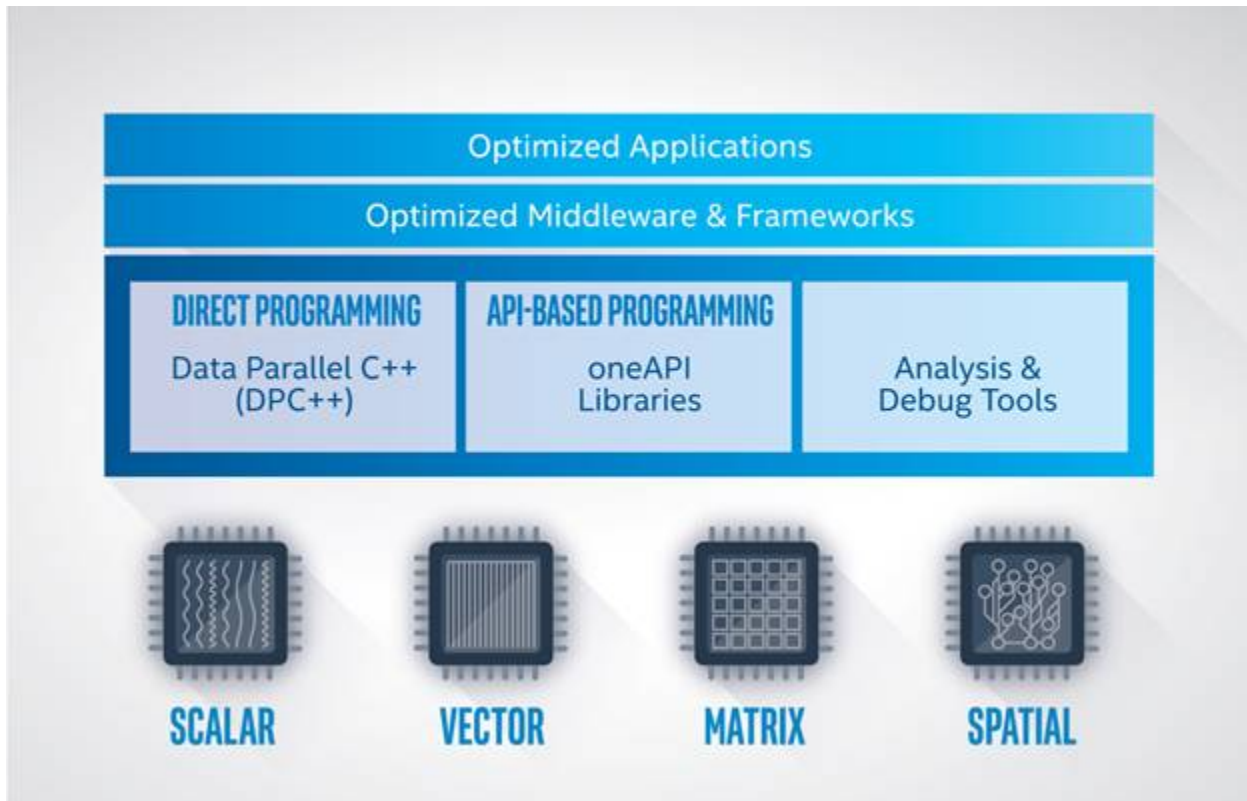 Optimized Applications
Optimized Middleware & Frameworks
DIRECT PROGRAMMING
Data Parallel C++
(DPC++)
API-BASED PROGRAMMING
oneAPI
Libraries
Analysis &
Debug Tools
SCALAR
VECTOR
MATRIX
SPATIAL